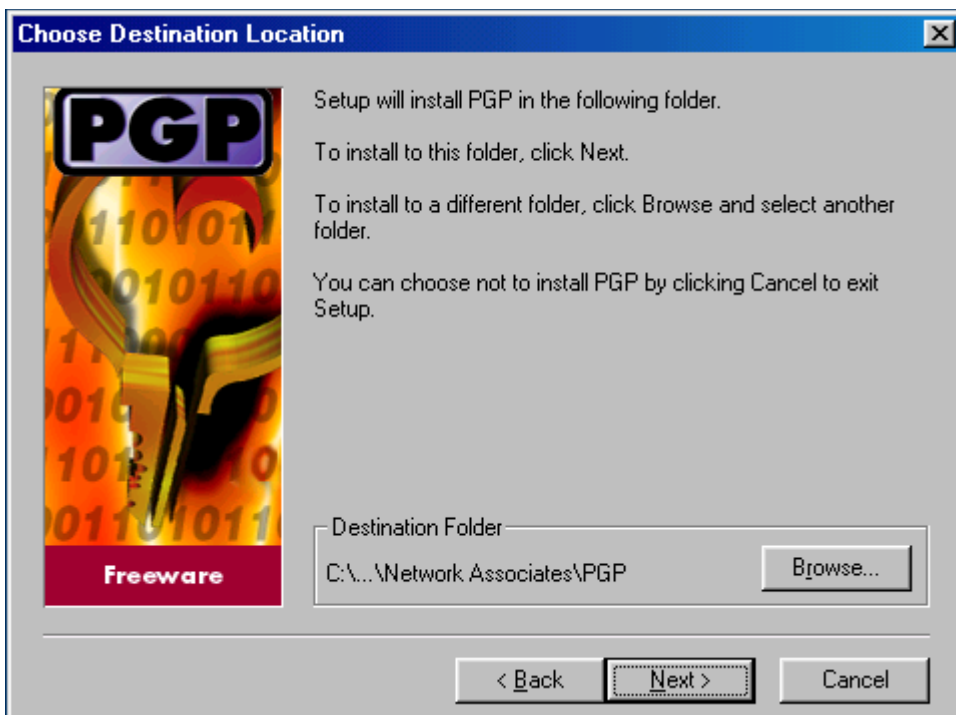 Choose Destination Location
PGP
Setup will install PGP in the following folder.
To install to this folder, click Next.
To install to a different folder, click Browse and select another
folder.
You can choose not to install PGP by clicking Cancel to exit
Setup.
Freeware
Destination Folder
C:\...\Network Associates\PGP
Browse...
< Back
Next >
Cancel